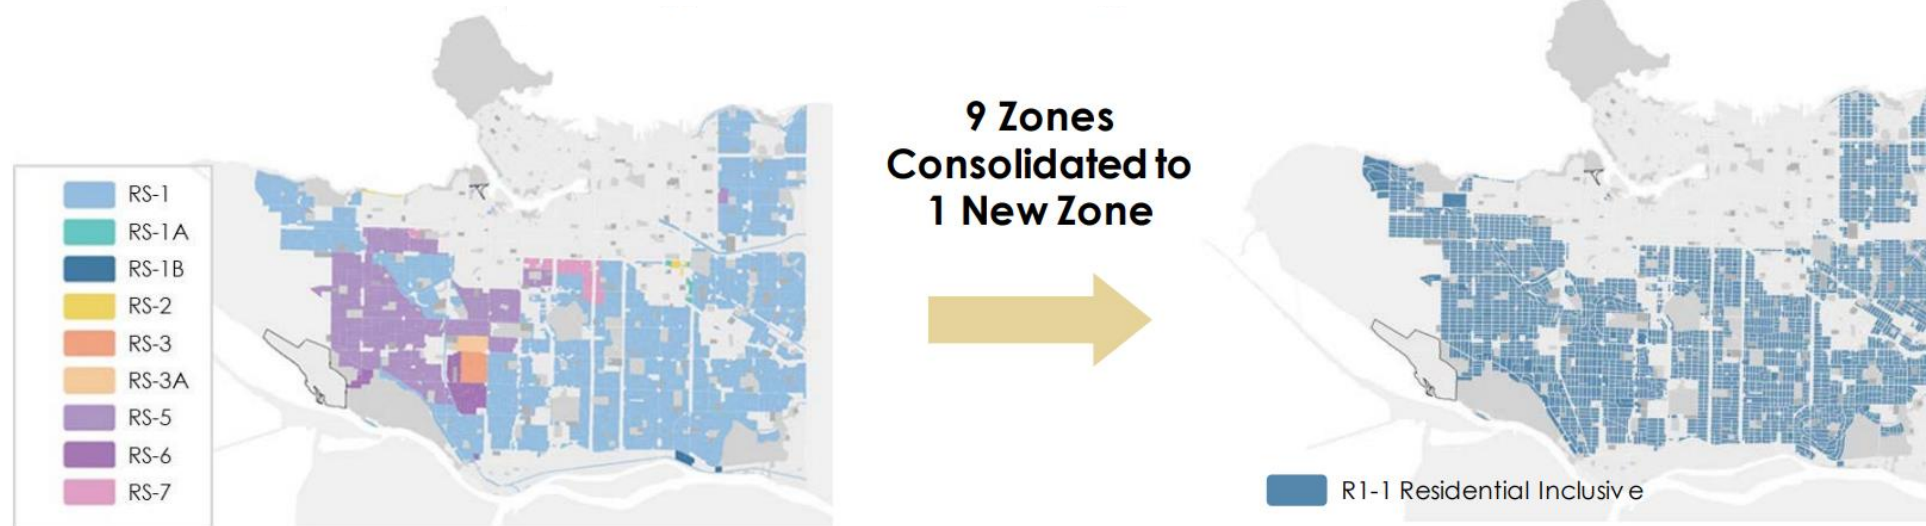 RS-1
RS-1A
RS-1B
RS-2
RS-3
RS-3A
RS-5
RS-6
RS-7
9 Zones
Consolidated to
1 New Zone
R1-1 Residential Inclusive